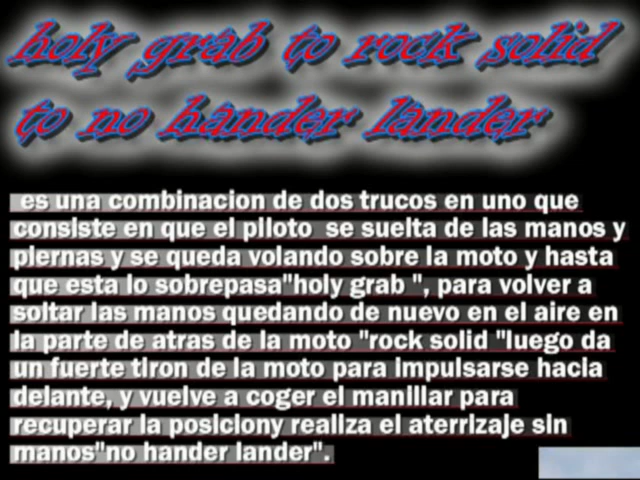 holy grab to rock solid
to no hander lander
es una combinacion de dos trucos en uno que
consiste en que el piloto se suelta de las manos y
piernas y se queda volando sobre la moto y hasta
que esta lo sobrepasa"holy grab ", para volver a
soltar las manos quedando de nuevo en el aire en
la parte de atras de la moto "rock solid "luego da
un fuerte tiron de la moto para impulsarse hacia
delante, y vuelve a coger el manillar para
recuperar la posiciony realiza el aterrizaje sin
manos"no hander lander".